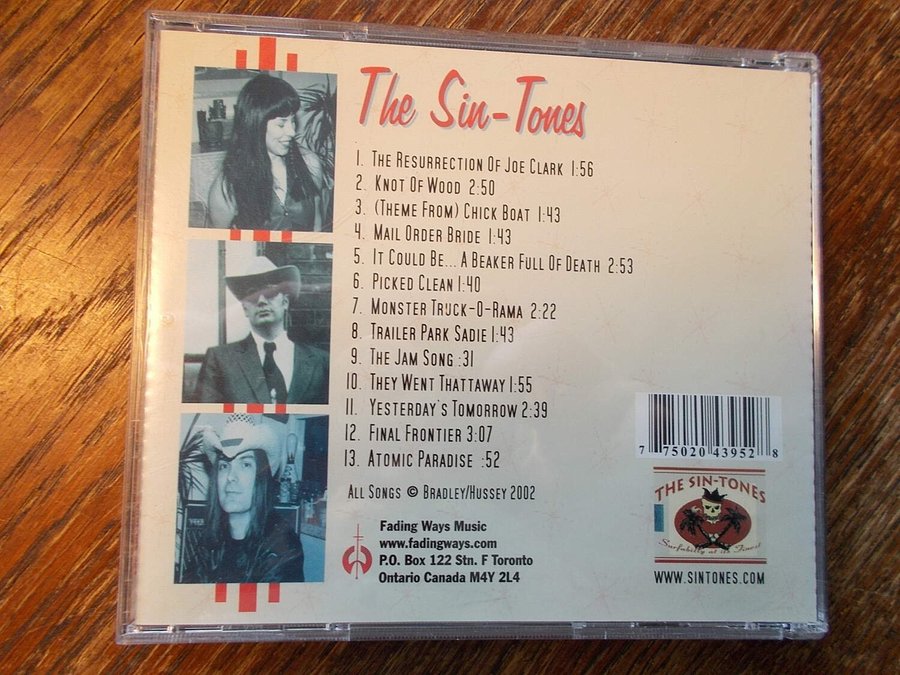 The Sin-Tones
1. The Resurrection Of Joe Clark 1:56
2. Knot Of Wood 2:50
3. (Theme From) Chick Boat 1:43
4. Mail Order Bride 1:43
5. It Could Be... A Beaker Full Of Death 2:53
6. Picked Clean 1:40
7. Monster Truck-O-Rama 2:22
8. Trailer Park Sadie 1:43
9. The Jam Song :31
10. They Went Thattaway 1:55
11. Yesterday`s Tomorrow 2:39
12. Final Frontier 3:07
13. Atomic Paradise :52
All Songs © Bradley/Hussey 2002
Fading Ways Music
www.fadingways.com
P.O. Box 122 Stn. F Toronto
Ontario Canada M4Y 2L4
7 75020 43952 8
THE SIN-TONES
Surfabilly at its Finest
WWW.SINTONES.COM